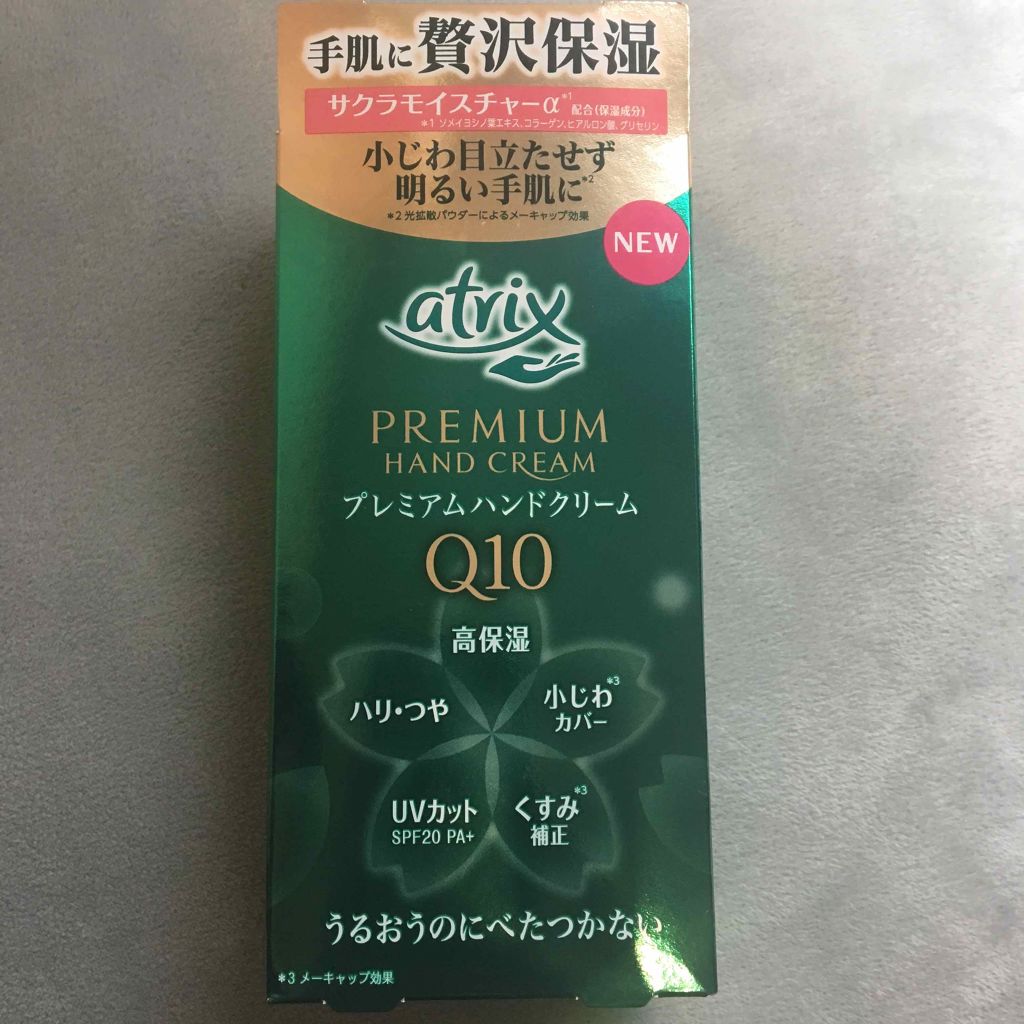 手肌に贅沢保湿
サクラモイスチャーα*1 配合(保湿成分)
*1 ソメイヨシノ葉エキス、コラーゲン、ヒアルロン酸、グリセリン
小じわ目立たせず
明るい手肌に*2
*2 光拡散パウダーによるメーキャップ効果
NEW
atrix
PREMIUM
HAND CREAM
プレミアムハンドクリーム
Q10
高保湿
ハリ・つや
小じわ*3
カバー
UVカット
SPF20 PA+
くすみ*3
補正
うるおうのにべたつかない
*3 メーキャップ効果